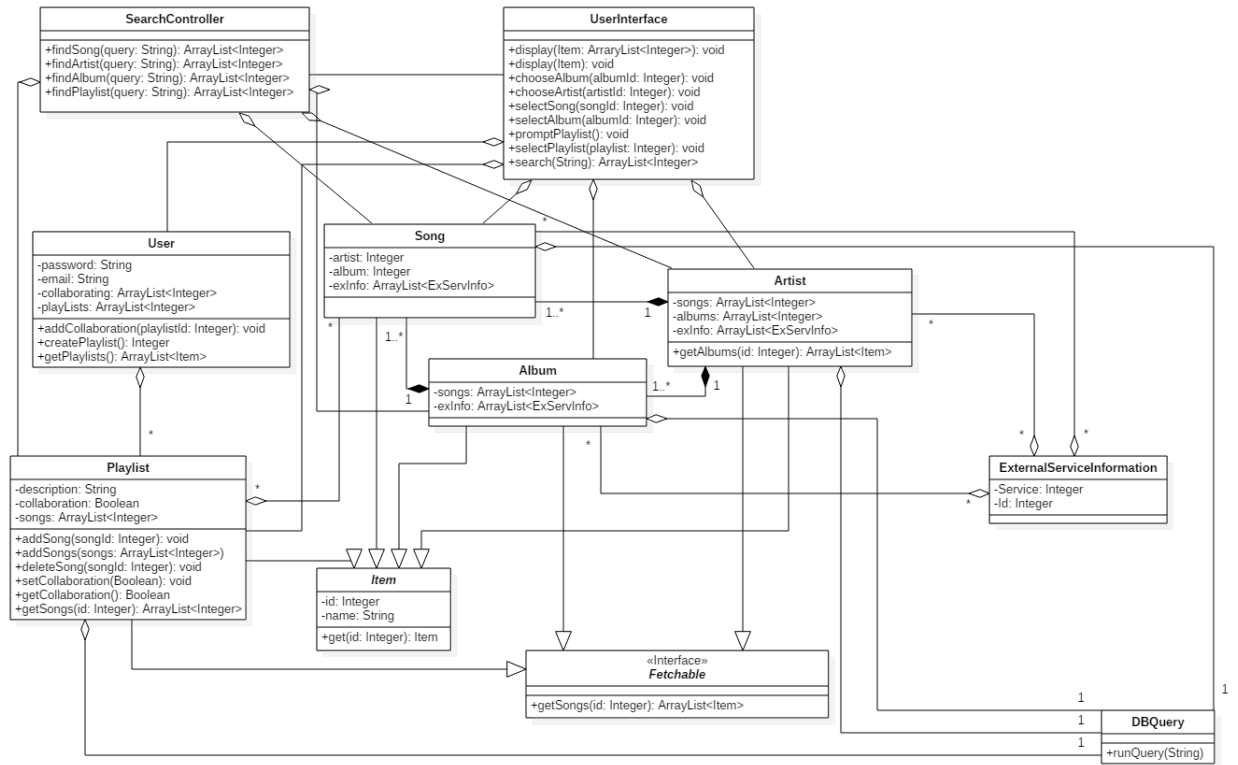 SearchController
+findSong(query: String): ArrayList<Integer>
+findArtist(query: String): ArrayList<Integer>
+findAlbum(query: String): ArrayList<Integer>
+findPlaylist(query: String): ArrayList<Integer>
UserInterface
+display(Item: ArraryList<Integer>): void
+display(Item): void
+chooseAlbum(albumId: Integer): void
+chooseArtist(artistId: Integer): void
+selectSong(songId: Integer): void
+selectAlbum(albumId: Integer): void
+promptPlaylist(): void
+selectPlaylist(playlist: Integer): void
+search(String): ArrayList<Integer>
User
-password: String
-email: String
-collaborating: ArrayList<Integer>
-playLists: ArrayList<Integer>
+addCollaboration(playlistId: Integer): void
+createPlaylist(): Integer
+getPlaylists(): ArrayList<Item>
*
Song
-artist: Integer
-album: Integer
-exInfo: ArrayList<ExServInfo>
*
*
1..*
1..*
1
Artist
-songs: ArrayList<Integer>
-albums: ArrayList<Integer>
-exInfo: ArrayList<ExServInfo>
+getAlbums(id: Integer): ArrayList<Item>
*
1
Album
-songs: ArrayList<Integer>
-exInfo: ArrayList<ExServInfo>
1
1..*
*
*
*
*
ExternalServiceInformation
-Service: Integer
-Id: Integer
Playlist
-description: String
-collaboration: Boolean
-songs: ArrayList<Integer>
+addSong(songId: Integer): void
+addSongs(songs: ArrayList<Integer>)
+deleteSong(songId: Integer): void
+setCollaboration(Boolean): void
+getCollaboration(): Boolean
+getSongs(id: Integer): ArrayList<Integer>
*
Item
-id: Integer
-name: String
+get(id: Integer): Item
«Interface»
Fetchable
+getSongs(id: Integer): ArrayList<Item>
1
1
1
1
DBQuery
+runQuery(String)